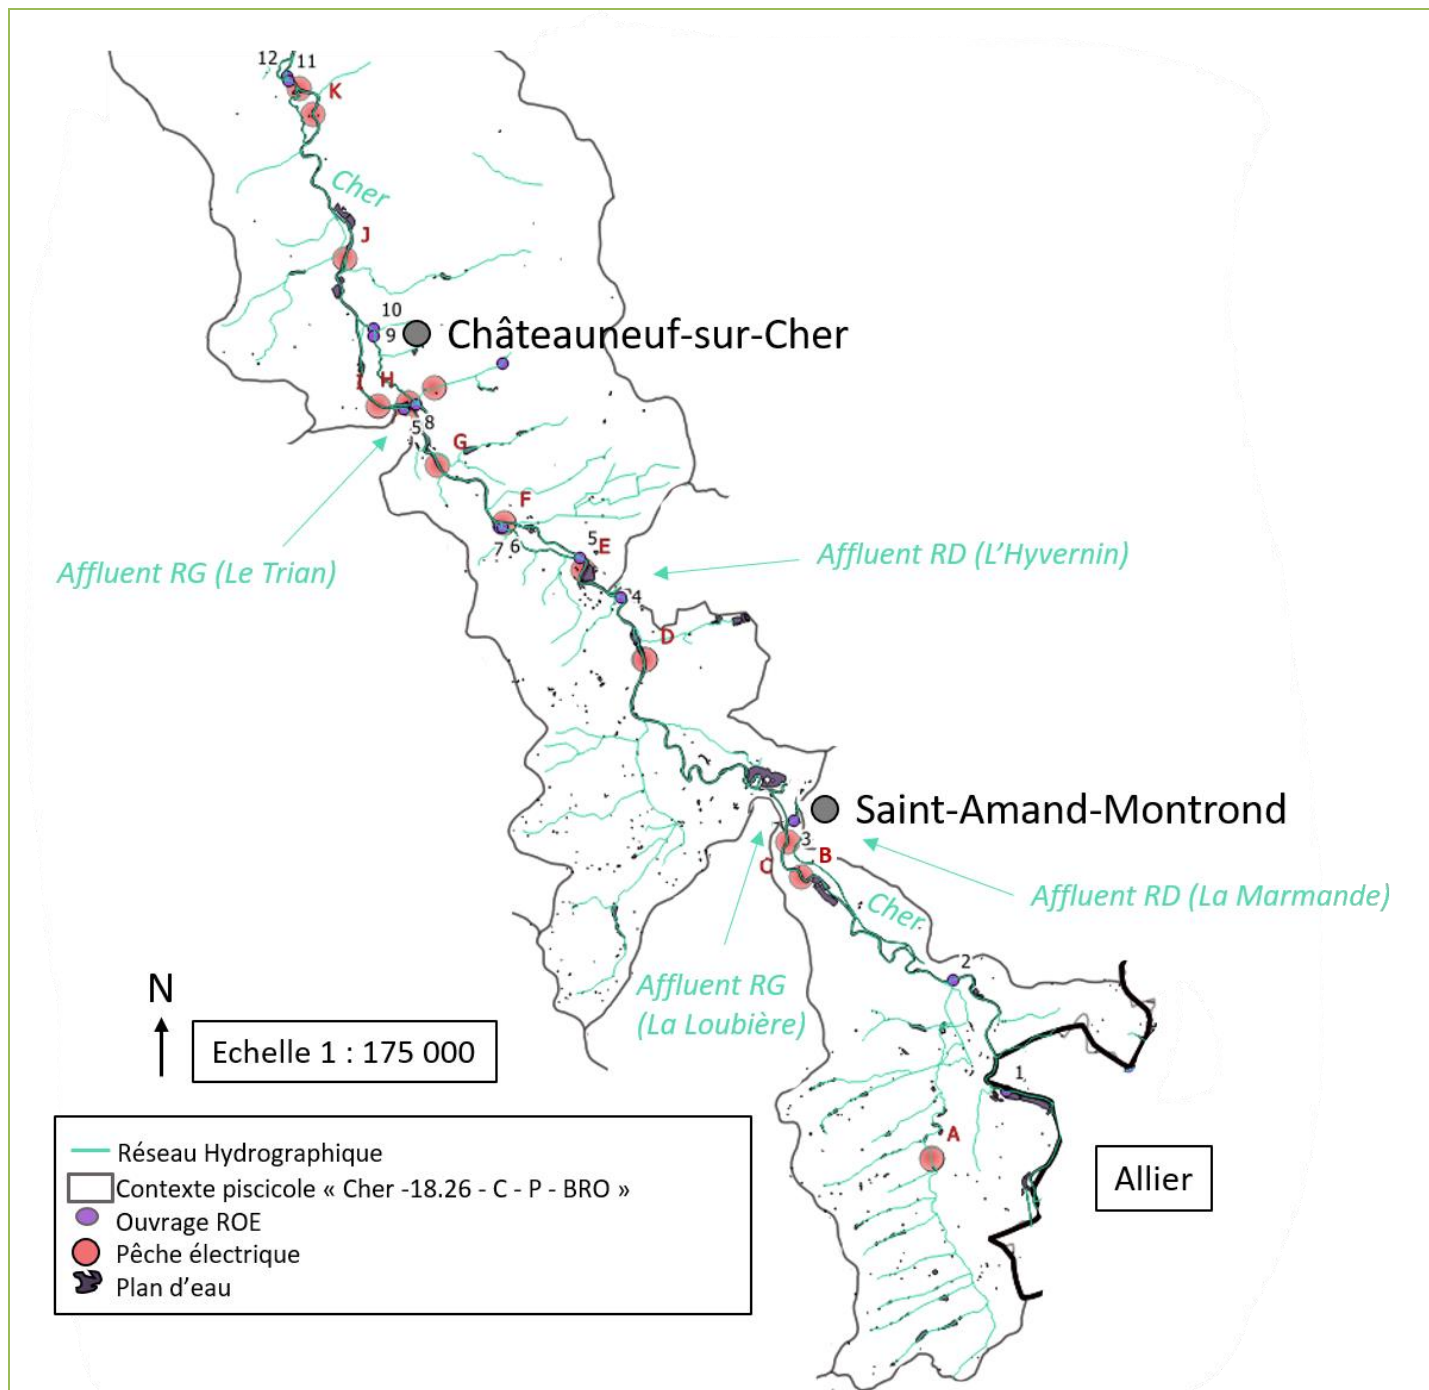 12 11
K
Cher
J
10
9
Châteauneuf-sur-Cher
I H
5 8
G
F
7 6
5
E
Affluent RG (Le Trian)
Affluent RD (L'Hyvernin)
4
D
Saint-Amand-Montrond
3
B
C
Affluent RD (La Marmande)
Cher
2
Affluent RG
(La Loubière)
N
Echelle 1 : 175 000
1
A
Allier
Réseau Hydrographique
Contexte piscicole « Cher -18.26 - C - P - BRO »
Ouvrage ROE
Pêche électrique
Plan d'eau